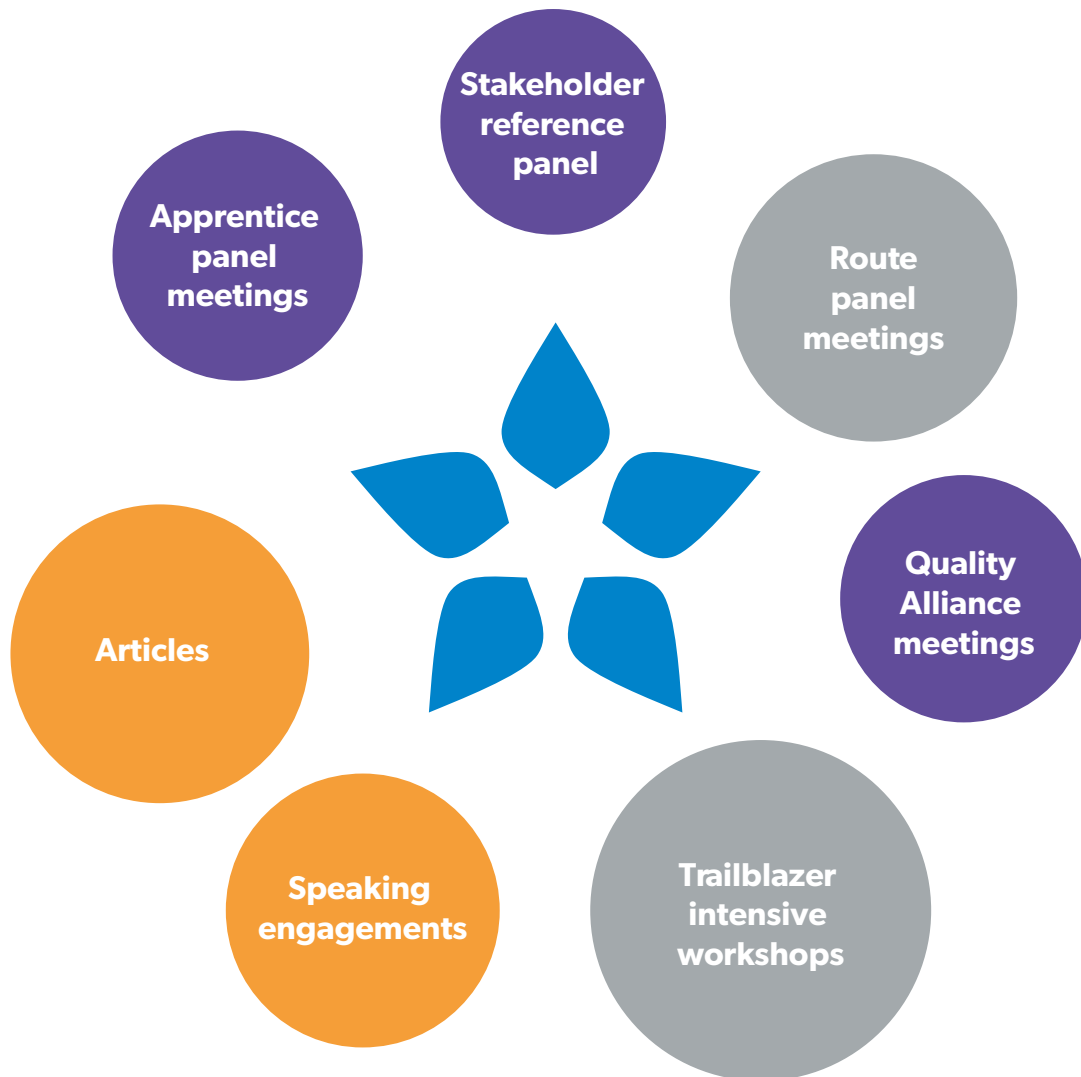 Stakeholder
reference
panel
Apprentice
panel
meetings
Route
panel
meetings
Quality
Alliance
meetings
Articles
Speaking
engagements
Trailblazer
intensive
workshops